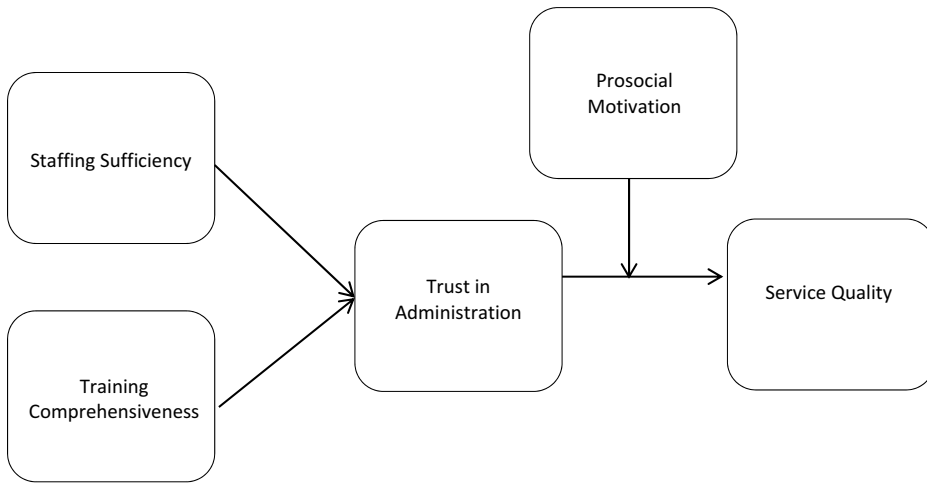 Prosocial
Motivation
Staffing Sufficiency
Trust in
Administration
Service Quality
Training
Comprehensiveness